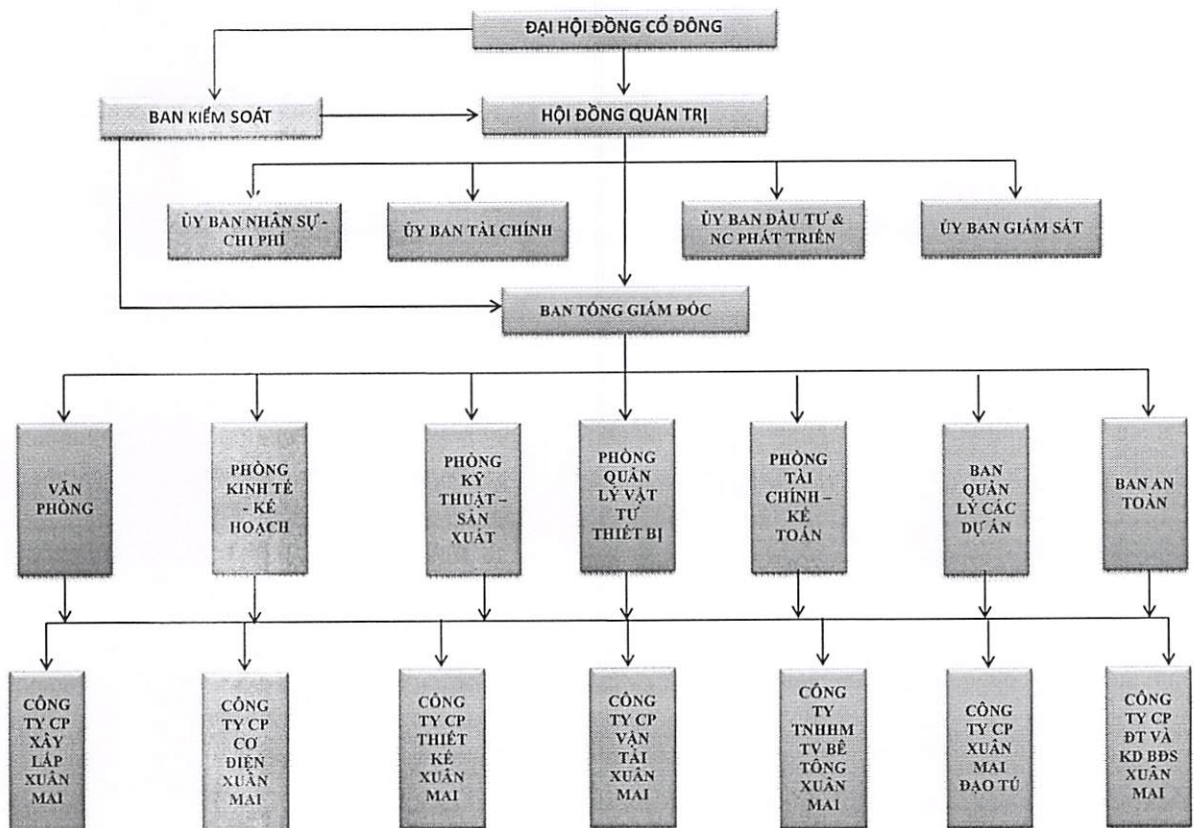 ĐẠI HỘI ĐỒNG CỔ ĐÔNG
BAN KIỂM SOÁT
HỘI ĐỒNG QUẢN TRỊ
ỦY BAN NHÂN SỰ -
CHI PHÍ
ỦY BAN TÀI CHÍNH
ỦY BAN ĐẦU TƯ &
NC PHÁT TRIỂN
ỦY BAN GIÁM SÁT
BAN TỔNG GIÁM ĐỐC
VĂN
PHÒNG
PHÒNG
KINH TẾ
- KẾ
HOẠCH
PHÒNG
KỸ
THUẬT –
SẢN
XUẤT
PHÒNG
QUẢN
LÝ VẬT
TƯ
THIẾT BỊ
PHÒNG
TÀI
CHÍNH –
KẾ
TOÁN
BAN
QUẢN
LÝ CÁC
DỰ ÁN
BAN AN
TOÀN
CÔNG
TY CP
XÂY
LẮP
XUÂN
MAI
CÔNG
TY CP
CƠ
ĐIỆN
XUÂN
MAI
CÔNG
TY CP
THIẾT
KẾ
XUÂN
MAI
CÔNG
TY CP
VẬN
TẢI
XUÂN
MAI
CÔNG
TY
TNHHM
TV BÊ
TÔNG
XUÂN
MAI
CÔNG
TY CP
XUÂN
MAI
ĐẠO TÚ
CÔNG
TY CP
ĐT VÀ
KD BĐS
XUÂN
MAI